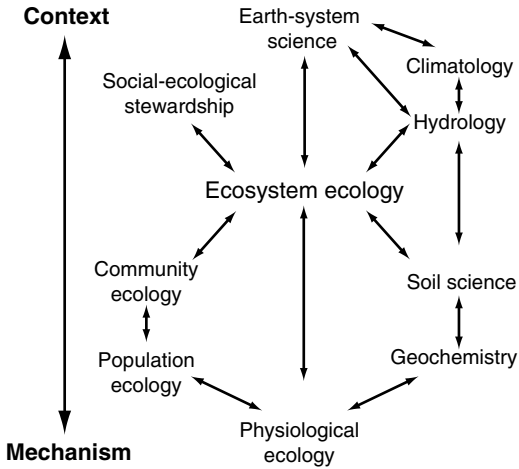 Context
Earth-system
science
Climatology
Social-ecological
stewardship
Hydrology
Ecosystem ecology
Community
ecology
Soil science
Population
ecology
Geochemistry
Physiological
ecology
Mechanism